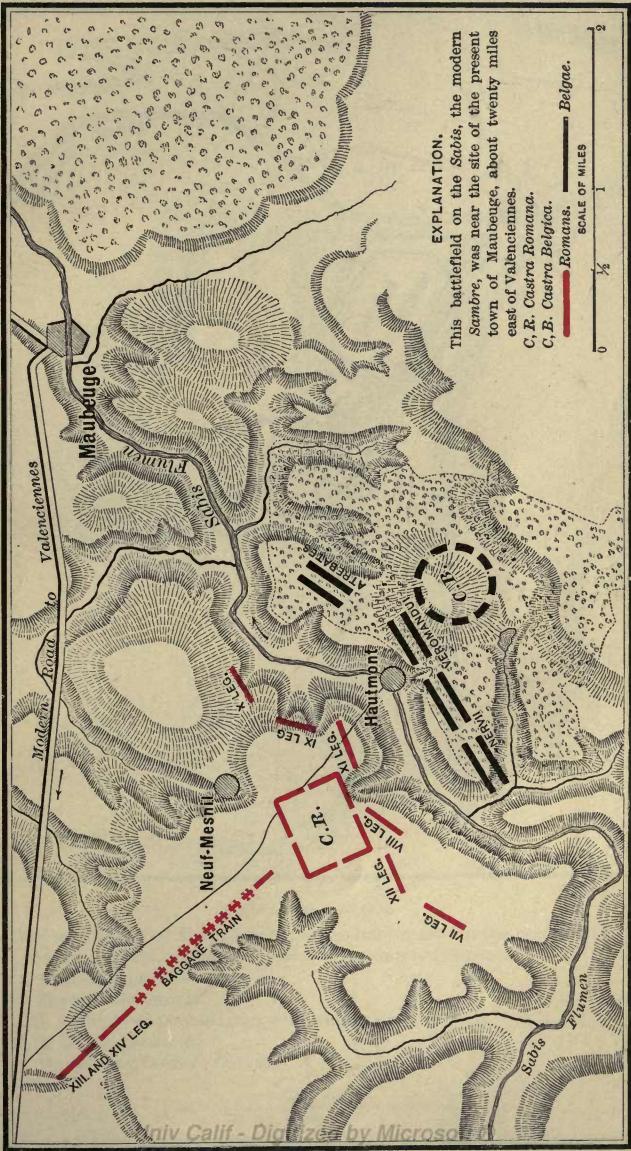 Modern Road to Valenciennes
Maubeuge
Sabis Flumen
Neuf-Mesnil
X LEG.
IX LEG
XI LEG.
Hautmont
C.R.
VIII LEG.
XII LEG.
VII LEG.
BAGGAGE TRAIN
XIII AND XIV LEG.
ATREBATES
VEROMANDUI
C.B.
NERVII
Sabis Flumen
EXPLANATION.
This battlefield on the Sabis, the modern
Sambre, was near the site of the present
town of Maubeuge, about twenty miles
east of Valenciennes.
C, R. Castra Romana.
C, B. Castra Belgica.
Romans. Belgae.
SCALE OF MILES
0 ½ 1 2
Univ Calif - Digitized by Microsoft ®